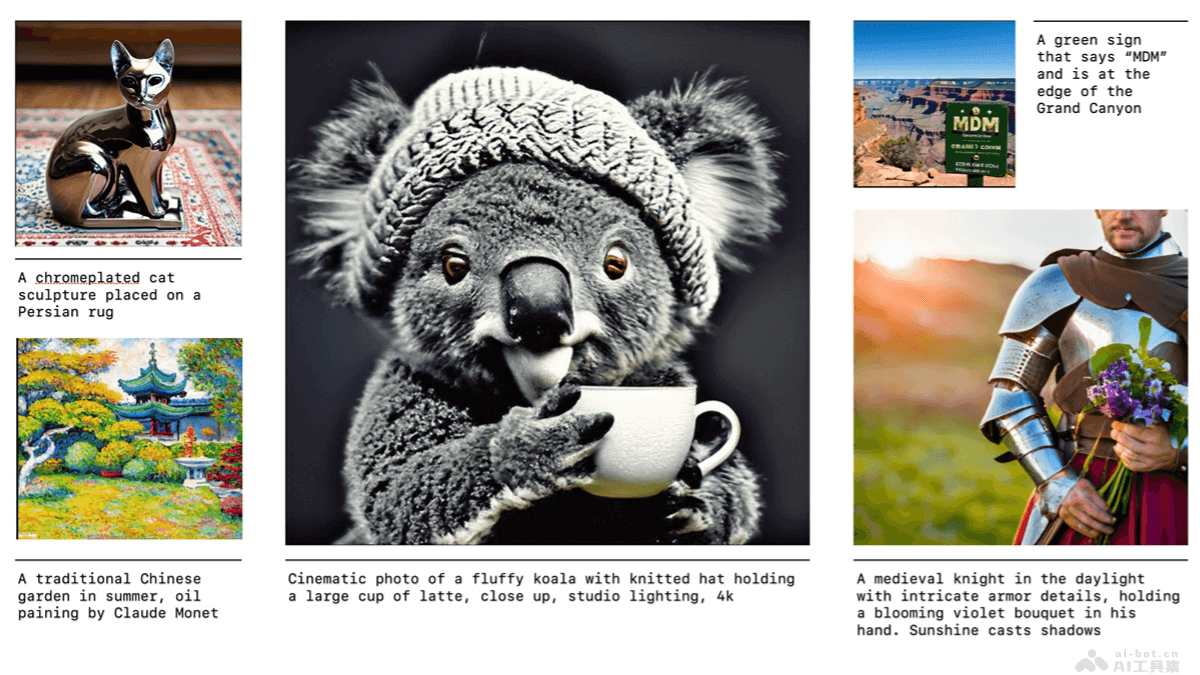 A chromeplated cat
sculpture placed on a
Persian rug
A traditional Chinese
garden in summer, oil
paining by Claude Monet
Cinematic photo of a fluffy koala with knitted hat holding
a large cup of latte, close up, studio lighting, 4k
MDM
A green sign
that says “MDM”
and is at the
edge of the
Grand Canyon
A medieval knight in the daylight
with intricate armor details, holding
a blooming violet bouquet in his
hand. Sunshine casts shadows
ai-bot.cn
AI工具集